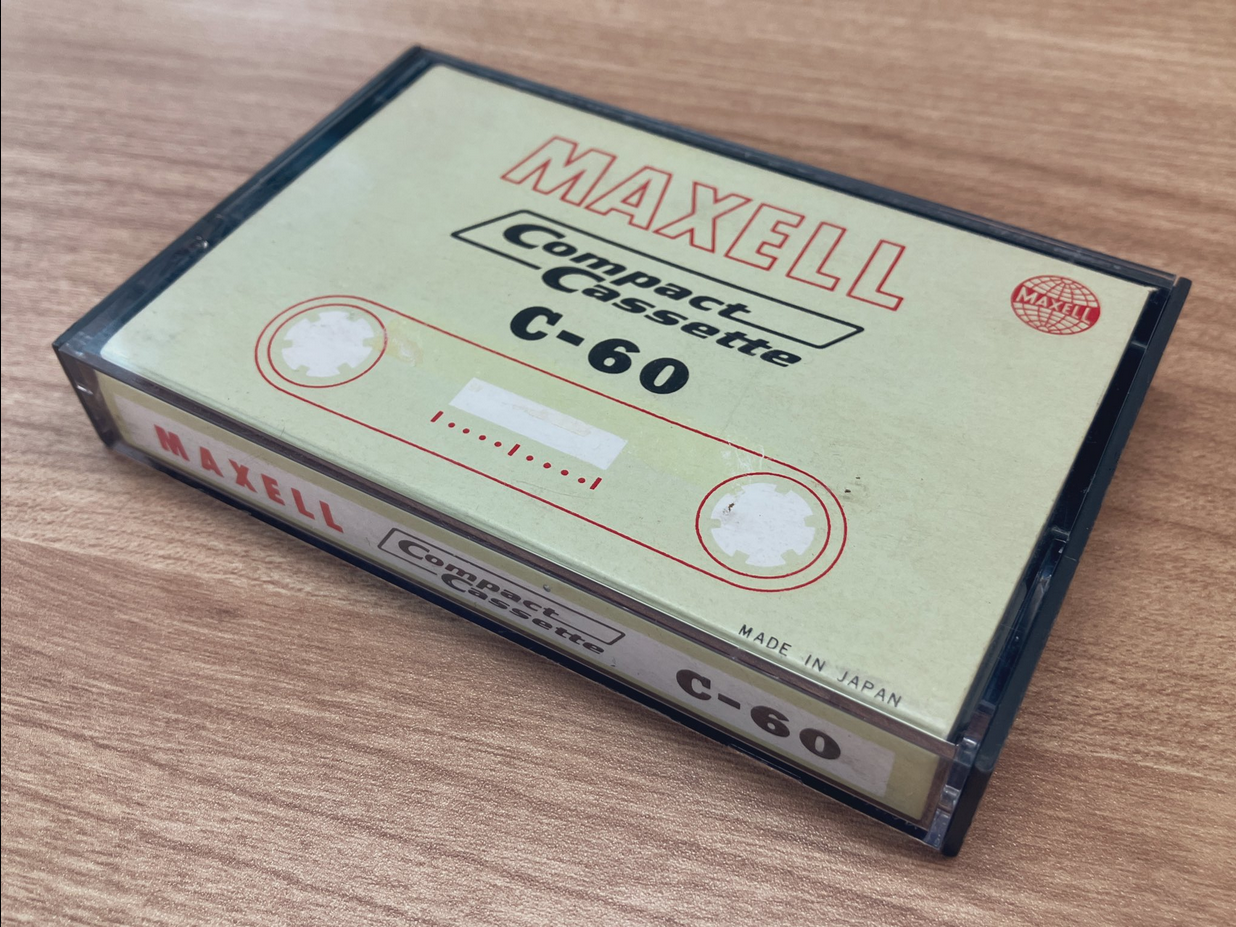 MAXELL
Compact
Cassette
C-60
MAXELL
MADE IN JAPAN
MAXELL
Compact
Cassette
C-60